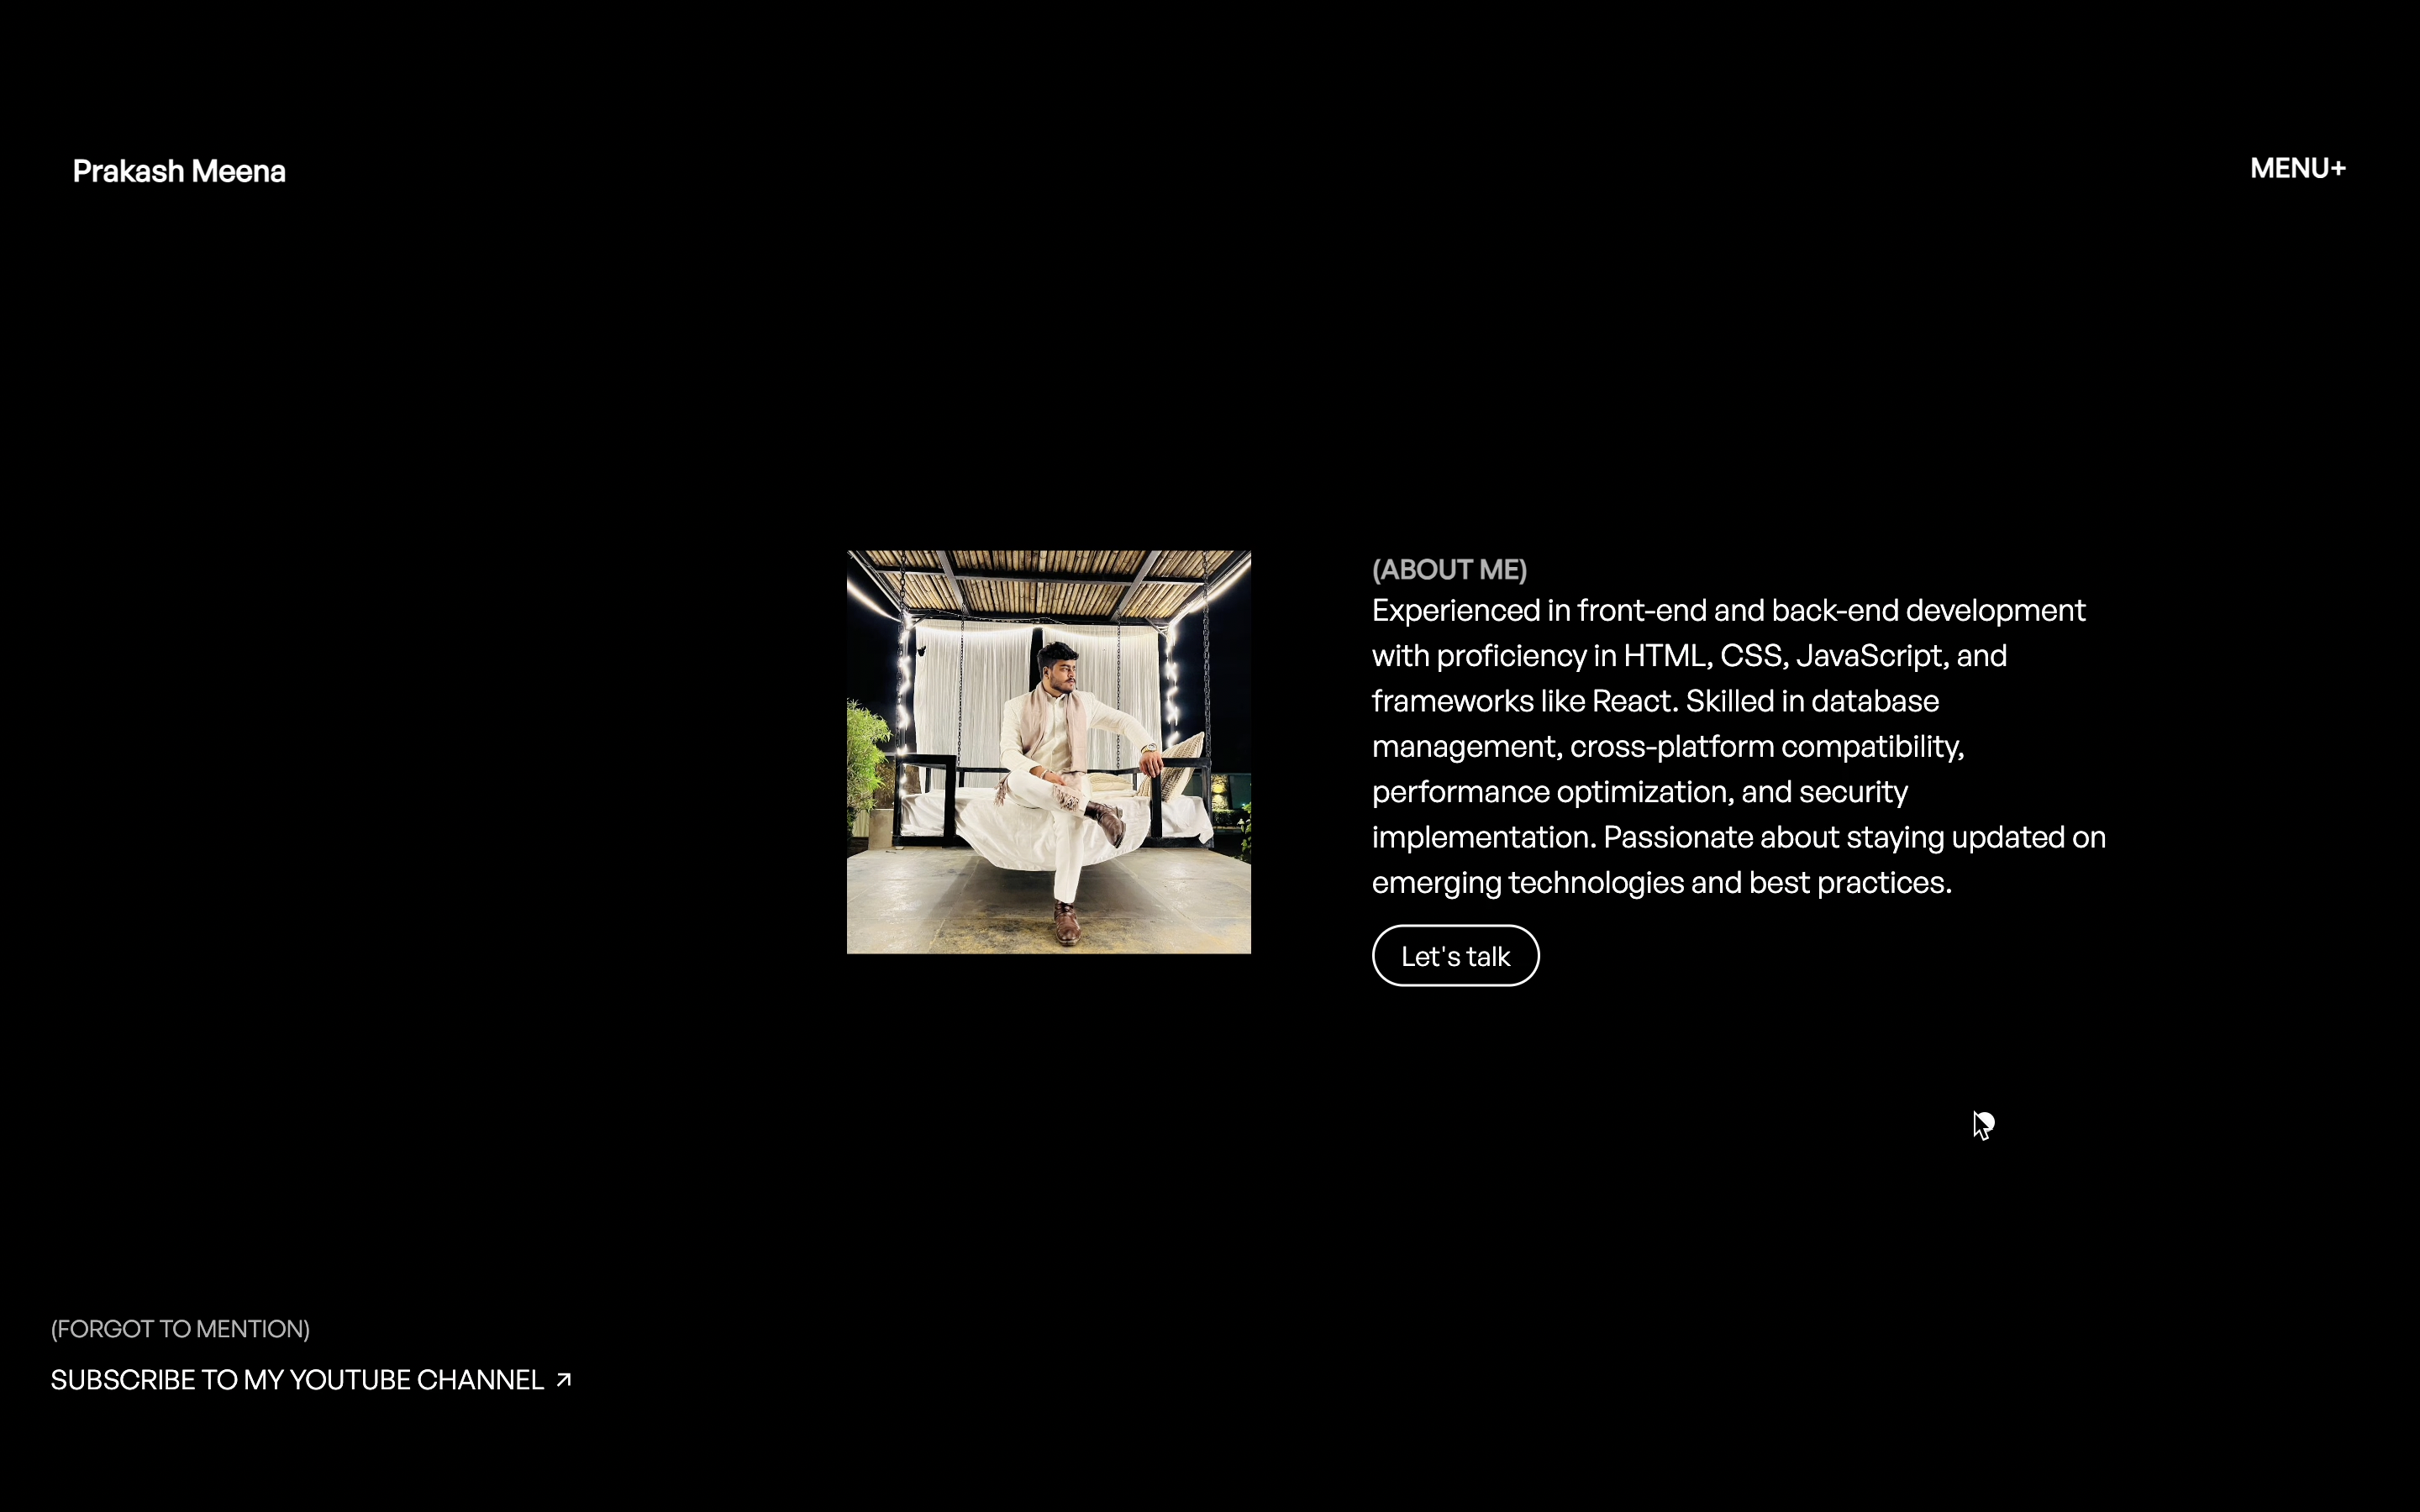 Prakash Meena
MENU+
(ABOUT ME)
Experienced in front-end and back-end development
with proficiency in HTML, CSS, JavaScript, and
frameworks like React. Skilled in database
management, cross-platform compatibility,
performance optimization, and security
implementation. Passionate about staying updated on
emerging technologies and best practices.
Let's talk
(FORGOT TO MENTION)
SUBSCRIBE TO MY YOUTUBE CHANNEL ↗